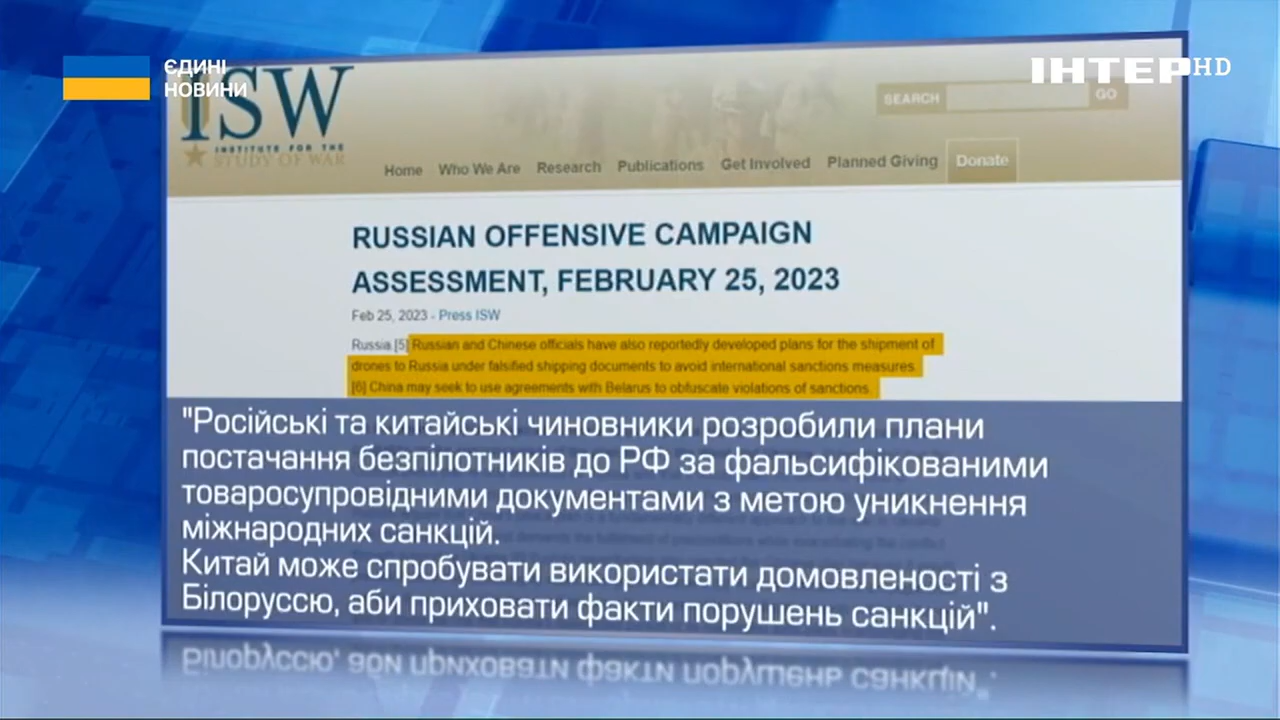 ЄДИНІ
НОВИНИ
ІНТЕР HD
ISW
INSTITUTE FOR THE
STUDY OF WAR
SEARCH GO
Home Who We Are Research Publications Get Involved Planned Giving Donate
RUSSIAN OFFENSIVE CAMPAIGN
ASSESSMENT, FEBRUARY 25, 2023
Feb 25, 2023 - Press ISW
Russia.[5] Russian and Chinese officials have also reportedly developed plans for the shipment of
drones to Russia under falsified shipping documents to avoid international sanctions measures.
[6] China may seek to use agreements with Belarus to obfuscate violations of sanctions.
"Російські та китайські чиновники розробили плани
постачання безпілотників до РФ за фальсифікованими
товаросупровідними документами з метою уникнення
міжнародних санкцій.
Китай може спробувати використати домовленості з
Білоруссю, аби приховати факти порушень санкцій".